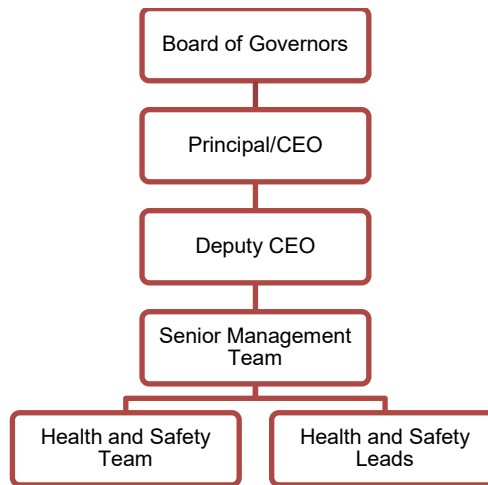 Board of Governors
Principal/CEO
Deputy CEO
Senior Management
Team
Health and Safety
Team
Health and Safety
Leads